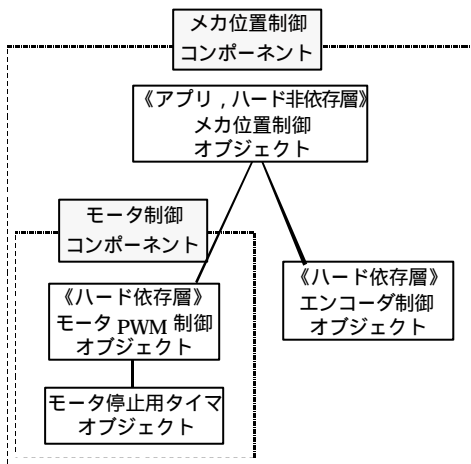 メカ位置制御
コンポーネント
《アプリ,ハード非依存層》
メカ位置制御
オブジェクト
モータ制御
コンポーネント
《ハード依存層》
モータ PWM 制御
オブジェクト
《ハード依存層》
エンコーダ制御
オブジェクト
モータ停止用タイマ
オブジェクト